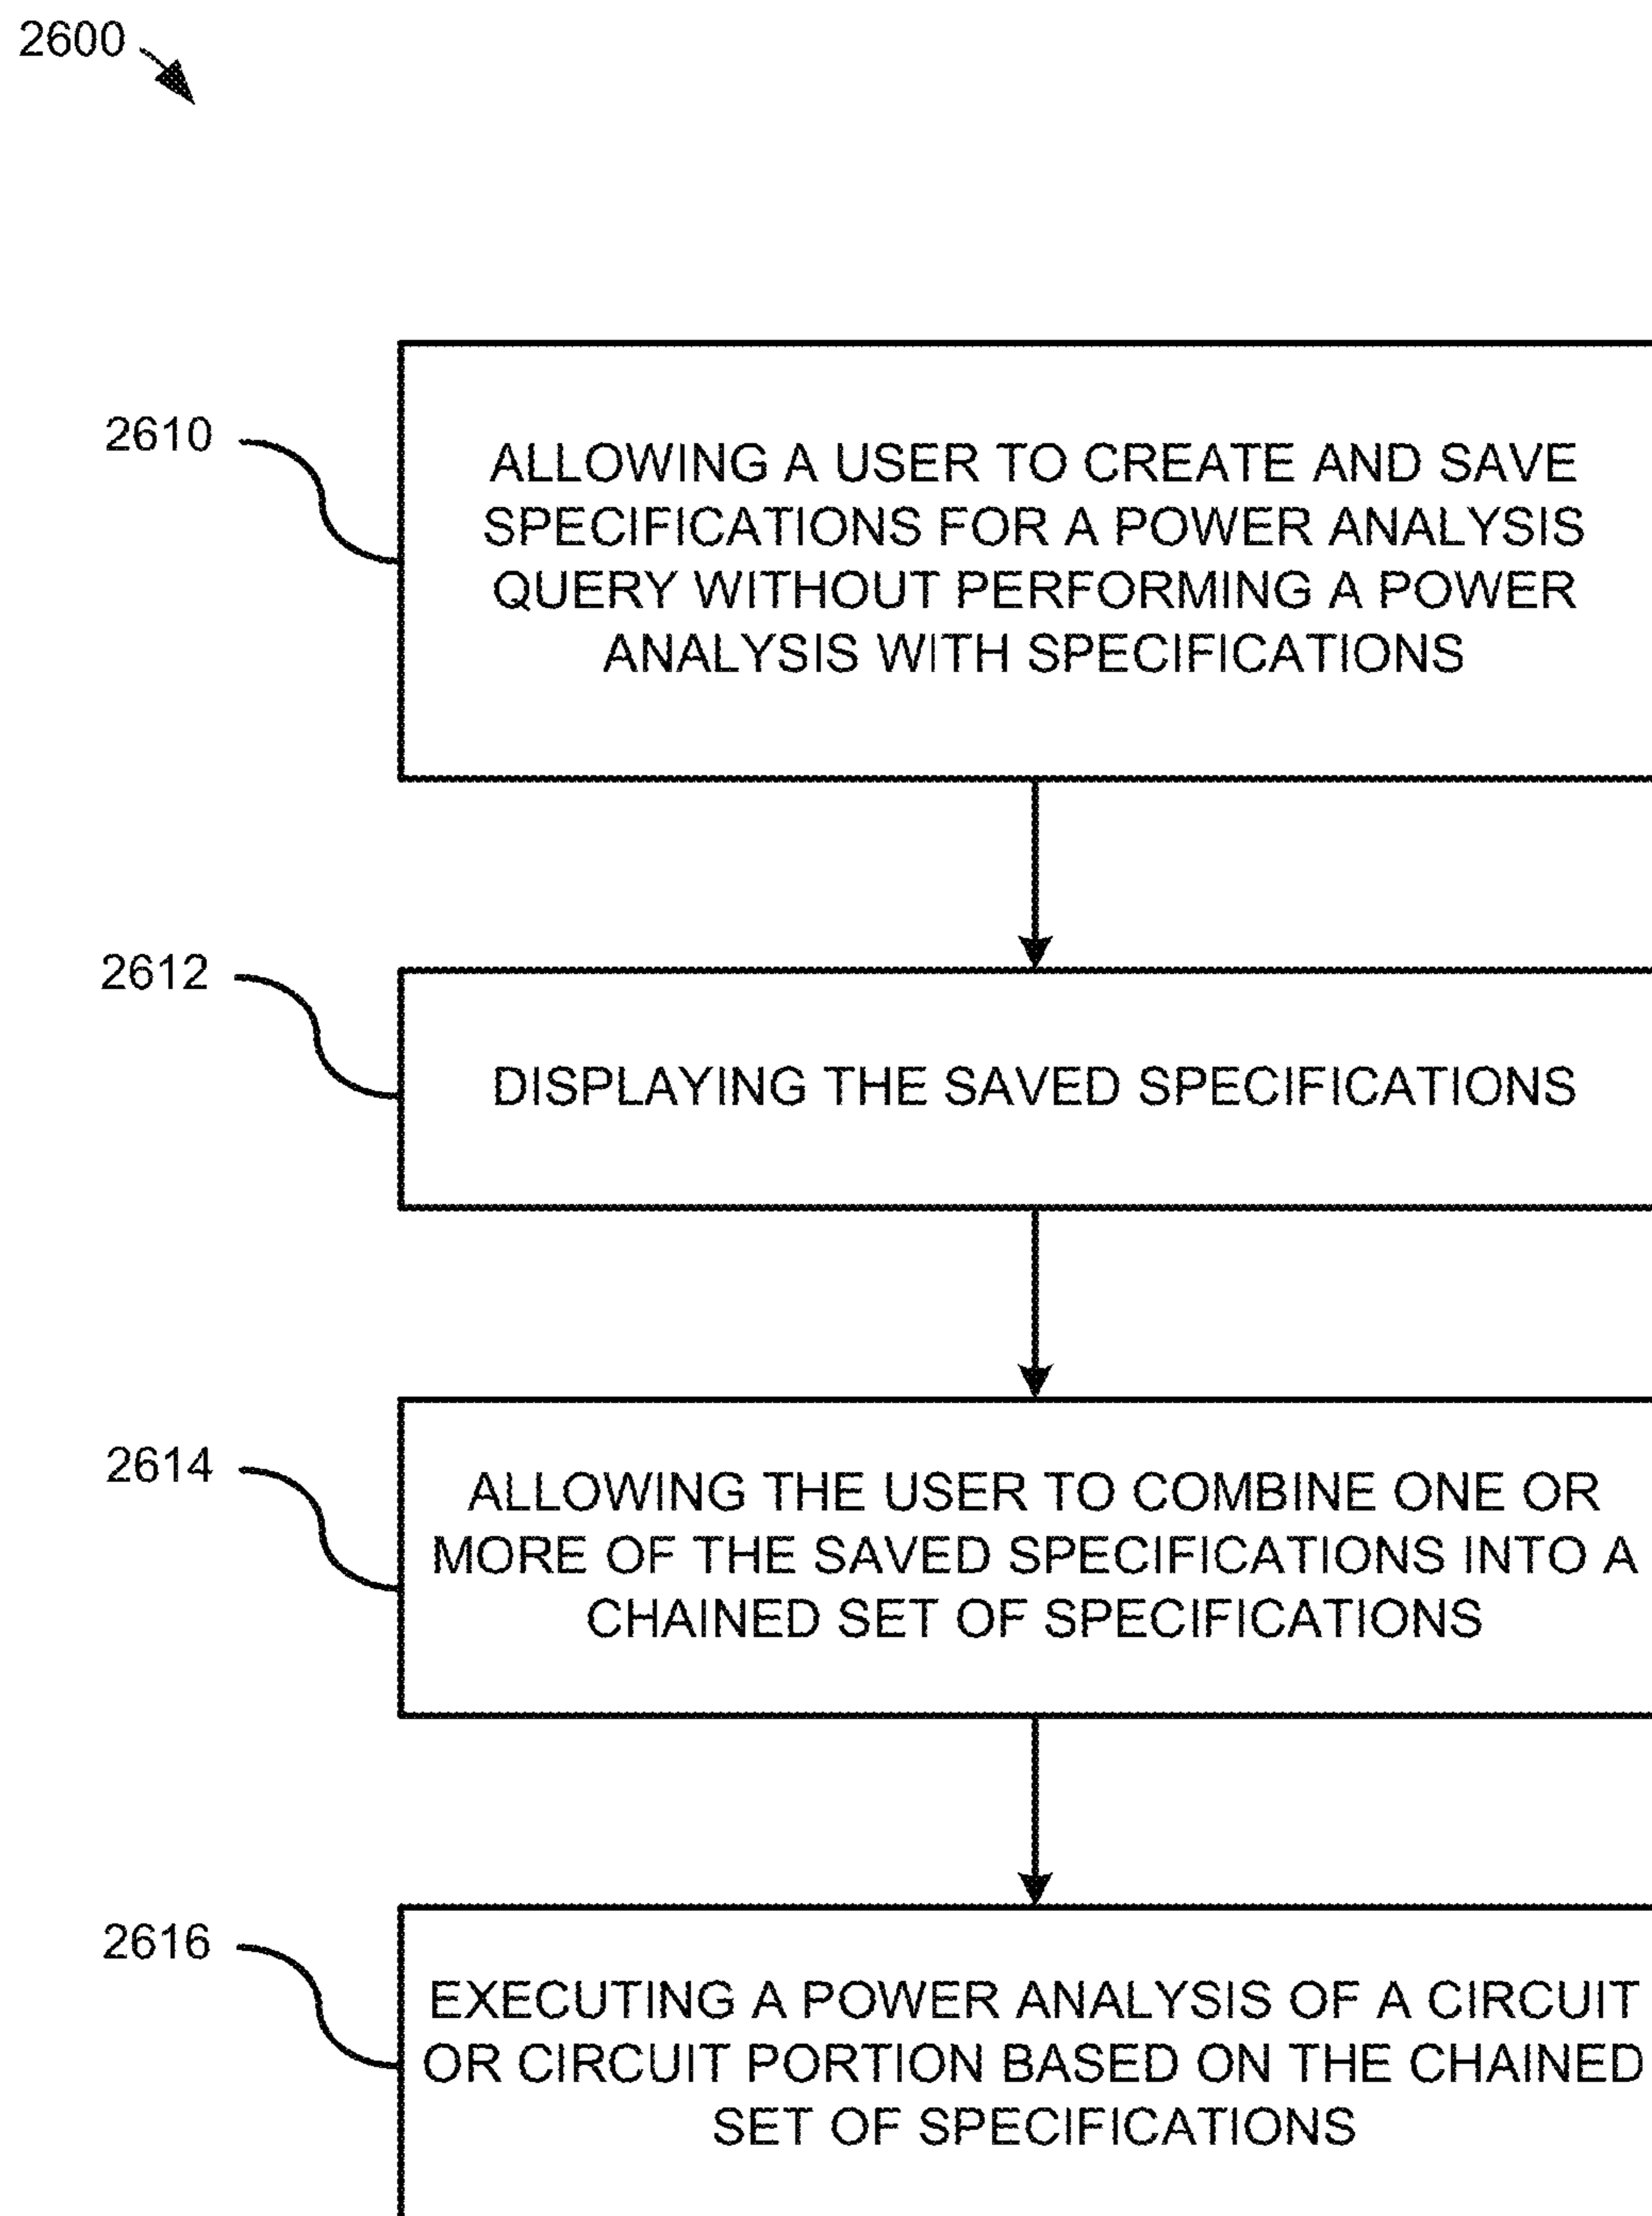 2600
2610
ALLOWING A USER TO CREATE AND SAVE
SPECIFICATIONS FOR A POWER ANALYSIS
QUERY WITHOUT PERFORMING A POWER
ANALYSIS WITH SPECIFICATIONS
2612
DISPLAYING THE SAVED SPECIFICATIONS
2614
ALLOWING THE USER TO COMBINE ONE OR
MORE OF THE SAVED SPECIFICATIONS INTO A
CHAINED SET OF SPECIFICATIONS
2616
EXECUTING A POWER ANALYSIS OF A CIRCUIT
OR CIRCUIT PORTION BASED ON THE CHAINED
SET OF SPECIFICATIONS